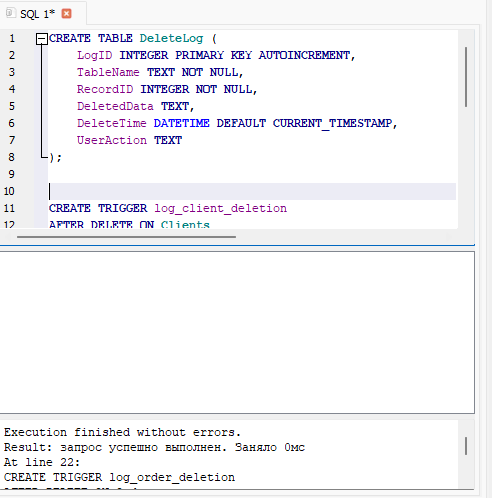 SQL 1*
1 CREATE TABLE DeleteLog (
2 LogID INTEGER PRIMARY KEY AUTOINCREMENT,
3 TableName TEXT NOT NULL,
4 RecordID INTEGER NOT NULL,
5 DeletedData TEXT,
6 DeleteTime DATETIME DEFAULT CURRENT_TIMESTAMP,
7 UserAction TEXT
8 );
9
10
11 CREATE TRIGGER log_client_deletion
12 AFTER DELETE ON Clients
Execution finished without errors.
Result: запрос успешно выполнен. Заняло 0мс
At line 22:
CREATE TRIGGER log_order_deletion